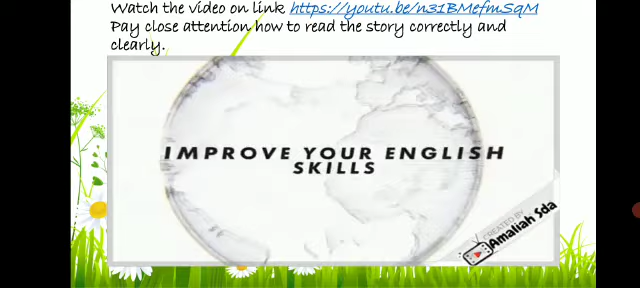 Watch the video on link https://youtu.be/n31BMefmSqM
Pay close attention how to read the story correctly and
clearly.
IMPROVE YOUR ENGLISH
SKILLS
CREATED BY
Amaliah Sda